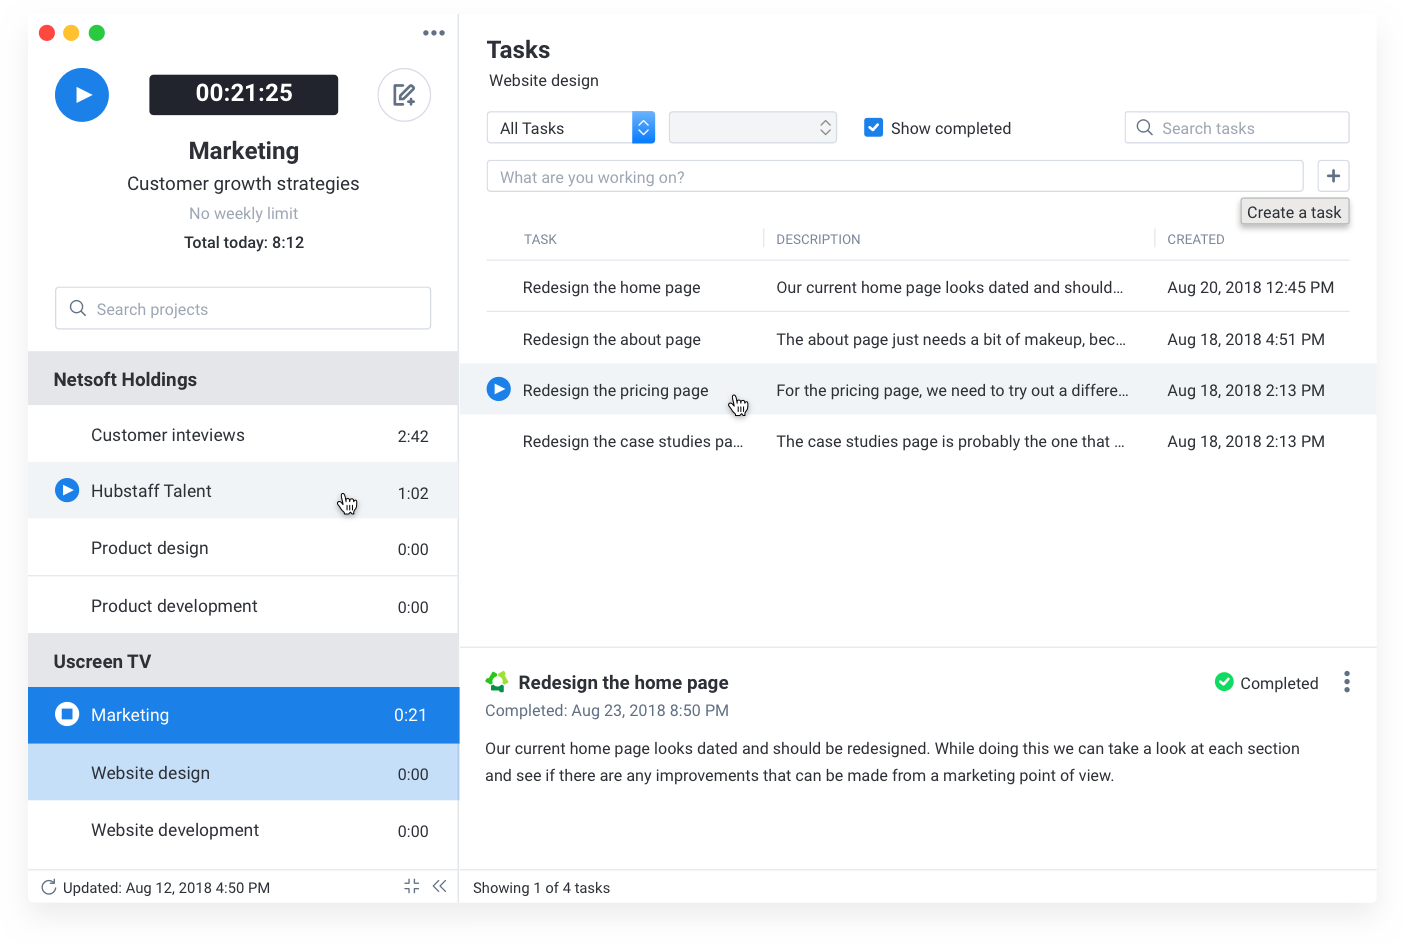 00:21:25
Marketing
Customer growth strategies
No weekly limit
Total today: 8:12
Search projects
Netsoft Holdings
Customer inteviews 2:42
Hubstaff Talent 1:02
Product design 0:00
Product development 0:00
Uscreen TV
Marketing 0:21
Website design 0:00
Website development 0:00
Updated: Aug 12, 2018 4:50 PM
Tasks
Website design
All Tasks Show completed Search tasks
What are you working on?
Create a task
TASK DESCRIPTION CREATED
Redesign the home page Our current home page looks dated and should... Aug 20, 2018 12:45 PM
Redesign the about page The about page just needs a bit of makeup, bec... Aug 18, 2018 4:51 PM
Redesign the pricing page For the pricing page, we need to try out a differe... Aug 18, 2018 2:13 PM
Redesign the case studies pa... The case studies page is probably the one that ... Aug 18, 2018 2:13 PM
Redesign the home page Completed
Completed: Aug 23, 2018 8:50 PM
Our current home page looks dated and should be redesigned. While doing this we can take a look at each section
and see if there are any improvements that can be made from a marketing point of view.
Showing 1 of 4 tasks